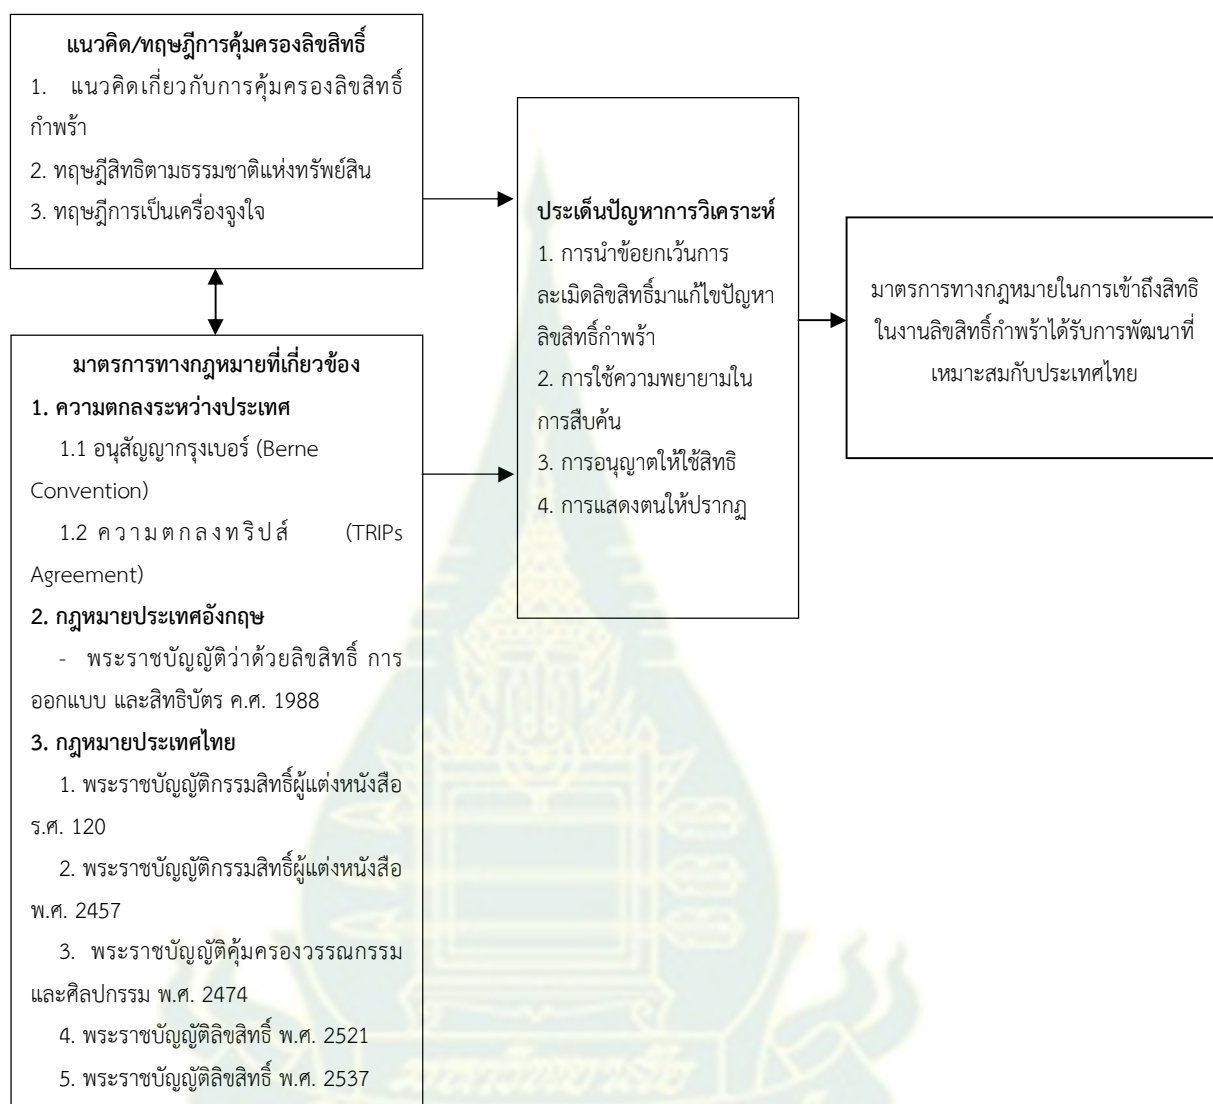 แนวคิด/ทฤษฎีการคุ้มครองลิขสิทธิ์
1. แนวคิดเกี่ยวกับการคุ้มครองลิขสิทธิ์
กำพร้า
2. ทฤษฎีสิทธิตามธรรมชาติแห่งทรัพย์สิน
3. ทฤษฎีการเป็นเครื่องจูงใจ
มาตรการทางกฎหมายที่เกี่ยวข้อง
1. ความตกลงระหว่างประเทศ
1.1 อนุสัญญากรุงเบอร์ (Berne
Convention)
1.2 ความตกลงทริปส์ (TRIPs
Agreement)
2. กฎหมายประเทศอังกฤษ
- พระราชบัญญัติว่าด้วยลิขสิทธิ์ การ
ออกแบบ และสิทธิบัตร ค.ศ. 1988
3. กฎหมายประเทศไทย
1. พระราชบัญญัติกรรมสิทธิ์ผู้แต่งหนังสือ
ร.ศ. 120
2. พระราชบัญญัติกรรมสิทธิ์ผู้แต่งหนังสือ
พ.ศ. 2457
3. พระราชบัญญัติคุ้มครองวรรณกรรม
และศิลปกรรม พ.ศ. 2474
4. พระราชบัญญัติลิขสิทธิ์ พ.ศ. 2521
5. พระราชบัญญัติลิขสิทธิ์ พ.ศ. 2537
ประเด็นปัญหาการวิเคราะห์
1. การนำข้อยกเว้นการ
ละเมิดลิขสิทธิ์มาแก้ไขปัญหา
ลิขสิทธิ์กำพร้า
2. การใช้ความพยายามใน
การสืบค้น
3. การอนุญาตให้ใช้สิทธิ
4. การแสดงตนให้ปรากฏ
มาตรการทางกฎหมายในการเข้าถึงสิทธิ
ในงานลิขสิทธิ์กำพร้าได้รับการพัฒนาที่
เหมาะสมกับประเทศไทย